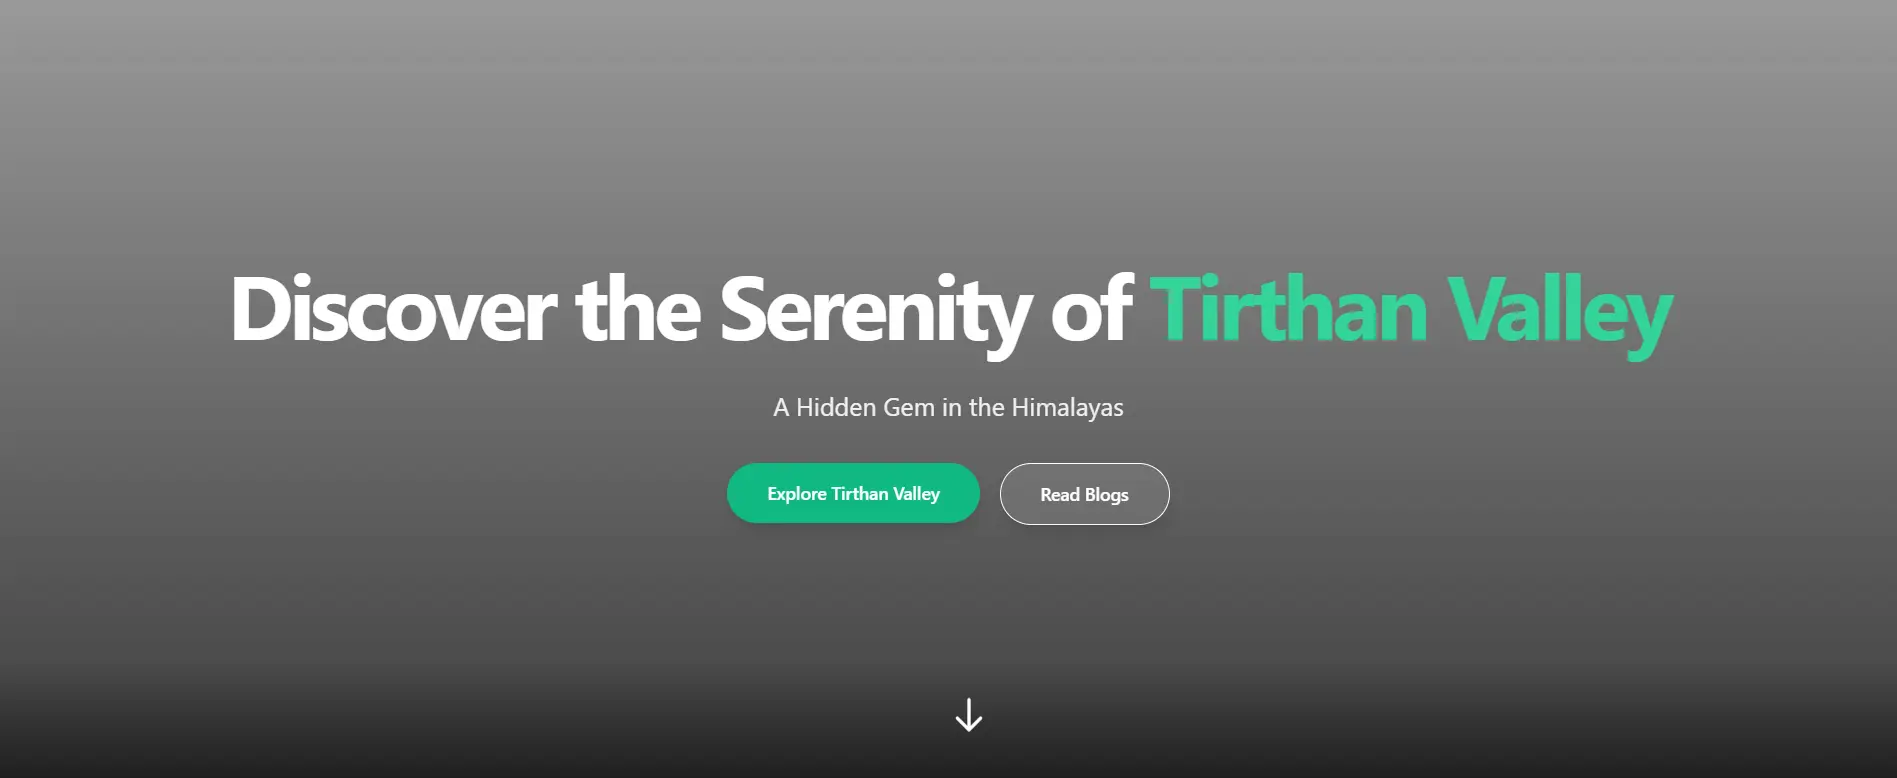 Discover the Serenity of Tirthan Valley
A Hidden Gem in the Himalayas
Explore Tirthan Valley
Read Blogs